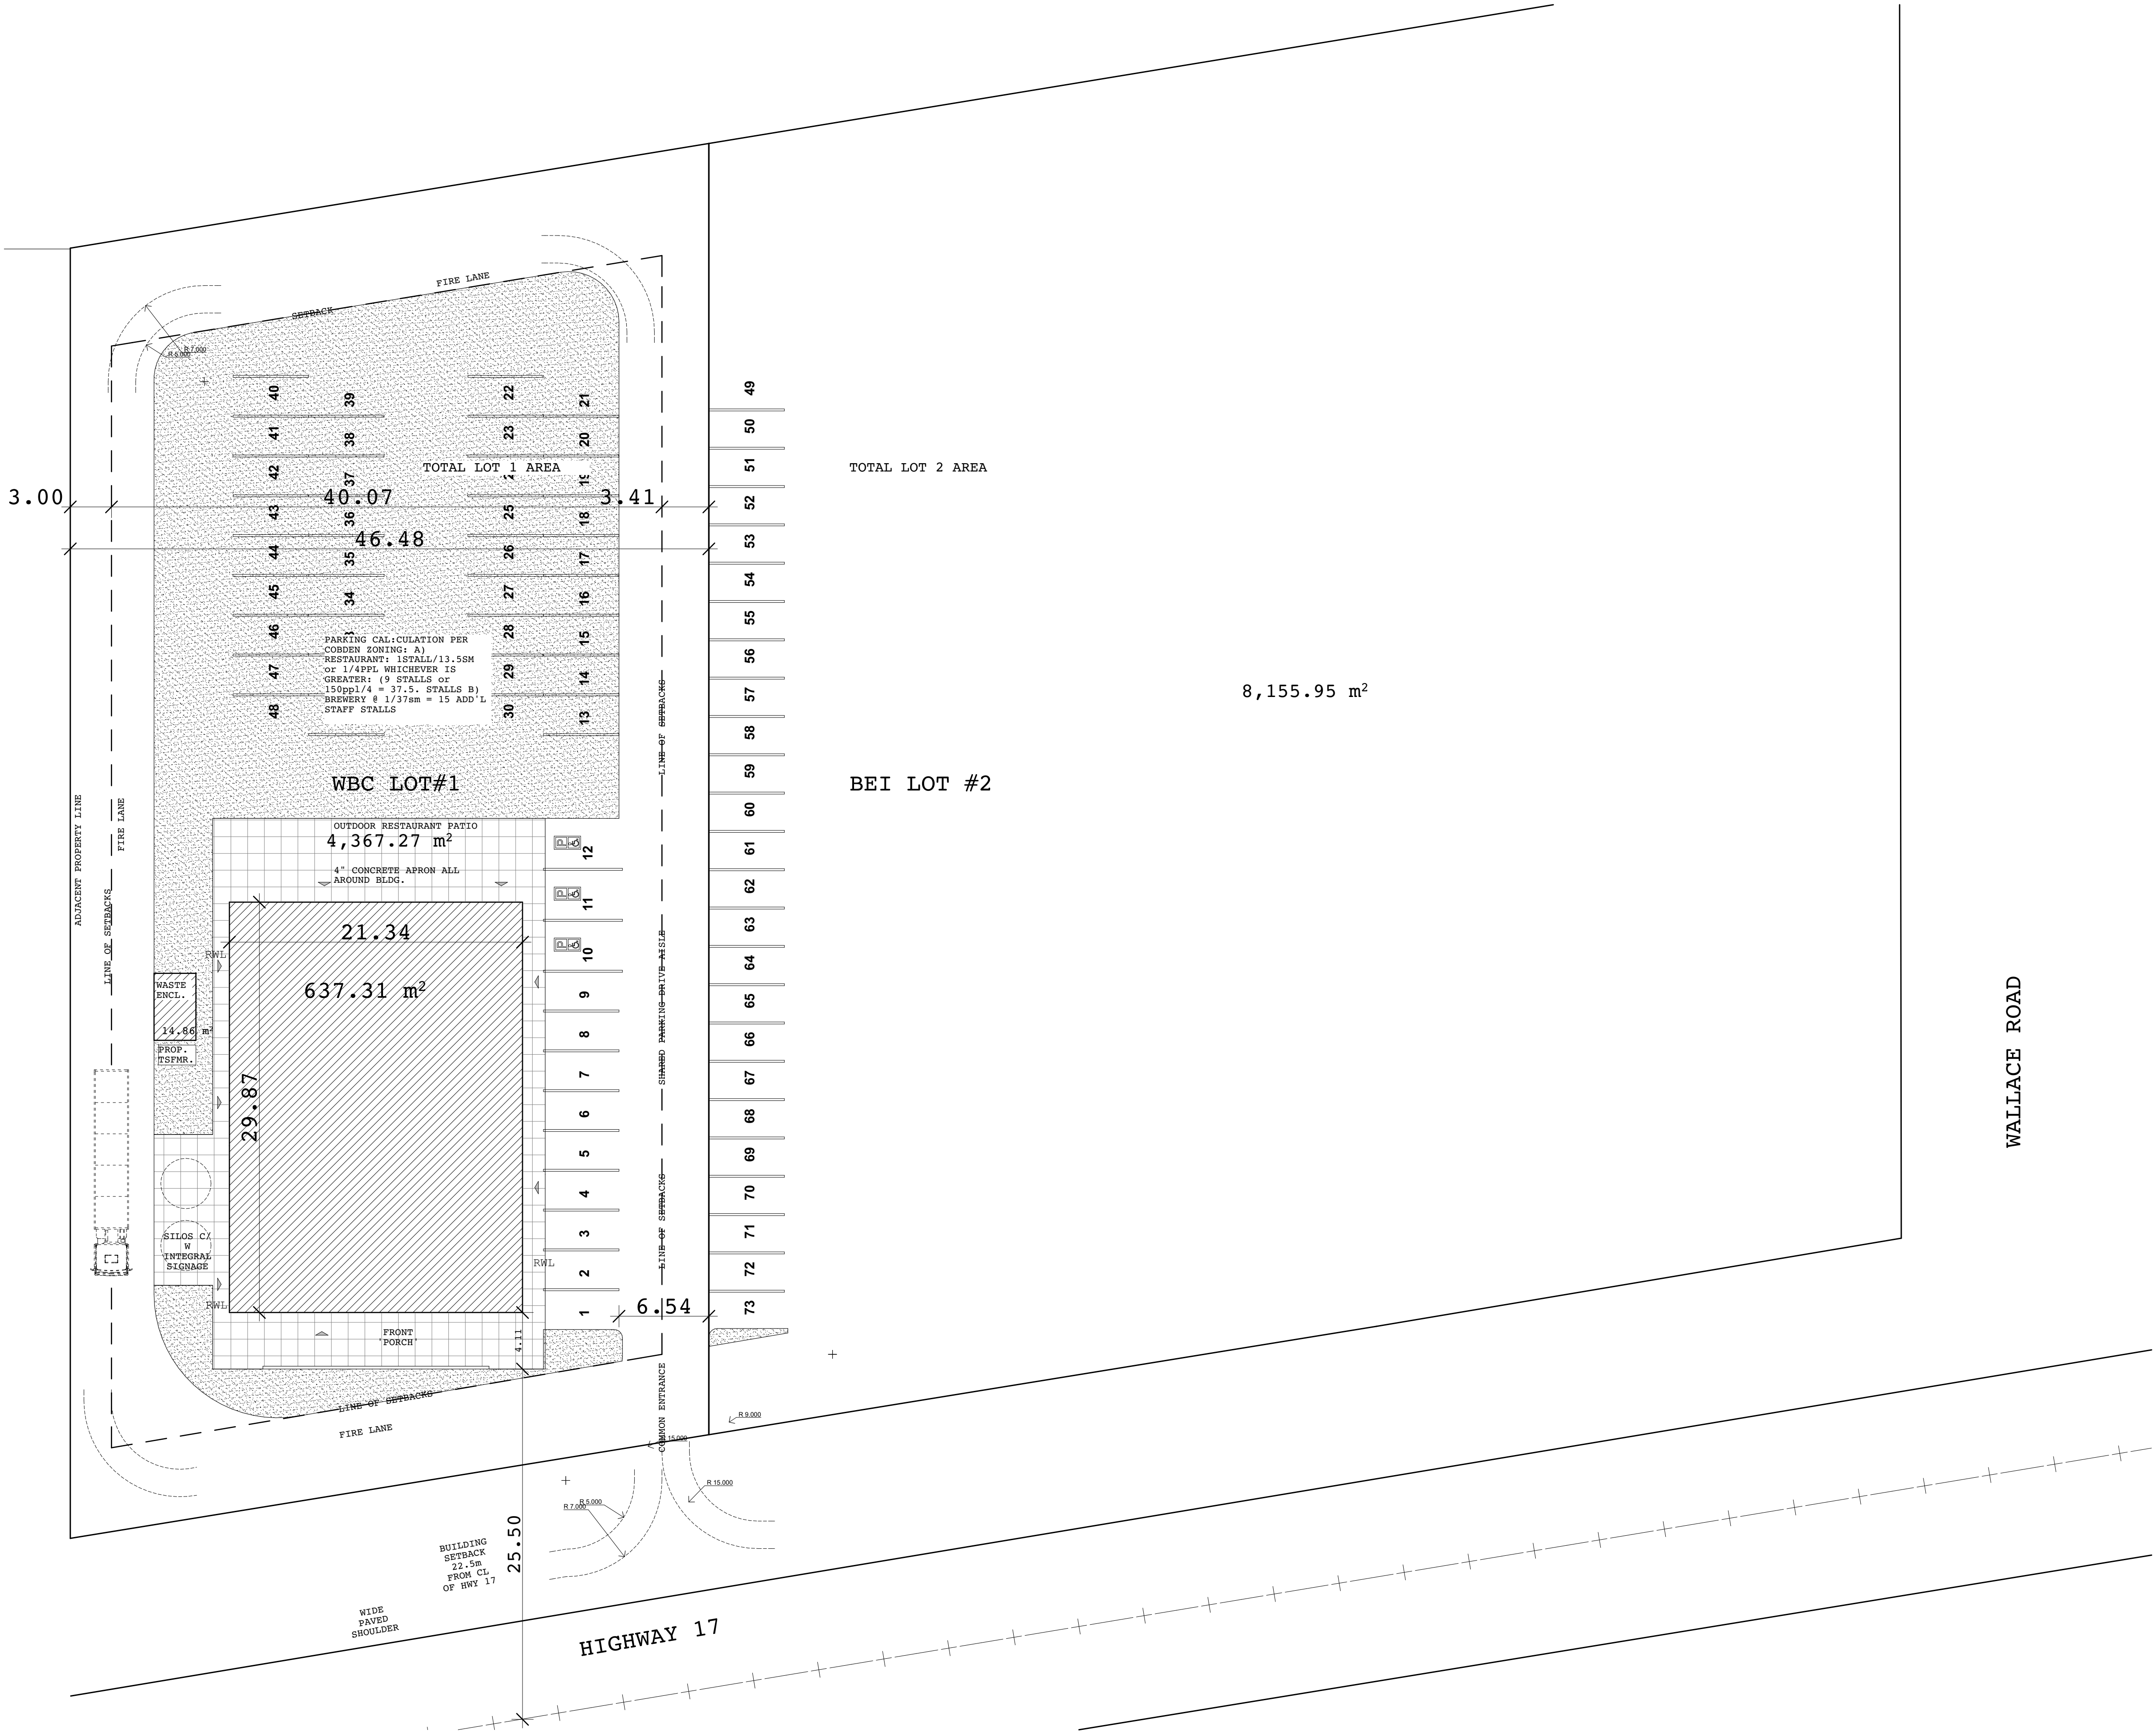 FIRE LANE
SETBACK
R 7.000
R 5.000
40
41
42
43
44
45
46
47
48
39
38
37
36
35
34
22
23
25
26
27
28
29
30
21
20
19
18
17
16
15
14
13
49
50
51
52
53
54
55
56
57
58
59
60
61
62
63
64
65
66
67
68
69
70
71
72
73
TOTAL LOT 1 AREA
TOTAL LOT 2 AREA
3.00
40.07
3.41
46.48
PARKING CAL:CULATION PER
COBDEN ZONING: A)
RESTAURANT: 1STALL/13.5SM
or 1/4PPL WHICHEVER IS
GREATER: (9 STALLS or
150ppl/4 = 37.5. STALLS B)
BREWERY @ 1/37sm = 15 ADD'L
STAFF STALLS
LINE OF SETBACKS
8,155.95 m²
WBC LOT#1
BEI LOT #2
ADJACENT PROPERTY LINE
FIRE LANE
LINE OF SETBACKS
OUTDOOR RESTAURANT PATIO
4,367.27 m²
4" CONCRETE APRON ALL
AROUND BLDG.
P
12
P
11
P
10
9
8
7
6
5
4
3
2
1
21.34
637.31 m²
29.87
RWL
WASTE
ENCL.
14.86 m²
PROP.
TSFMR.
SHARED PARKING DRIVE AISLE
LINE OF SETBACKS
WALLACE ROAD
SILOS C/
W
INTEGRAL
SIGNAGE
RWL
RWL
6.54
FRONT
PORCH
4.11
LINE OF SETBACKS
FIRE LANE
COMMON ENTRANCE
R 9.000
R 15.000
R 15.000
R 5.000
R 7.000
25.50
BUILDING
SETBACK
22.5m
FROM CL
OF HWY 17
WIDE
PAVED
SHOULDER
HIGHWAY 17